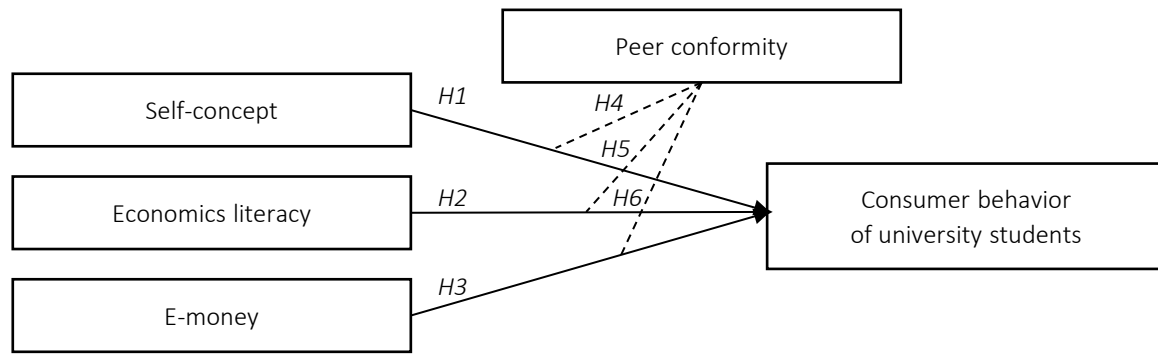 Peer conformity
Self-concept
H1
H4
H5
Economics literacy
H2
H6
Consumer behavior
of university students
E-money
H3